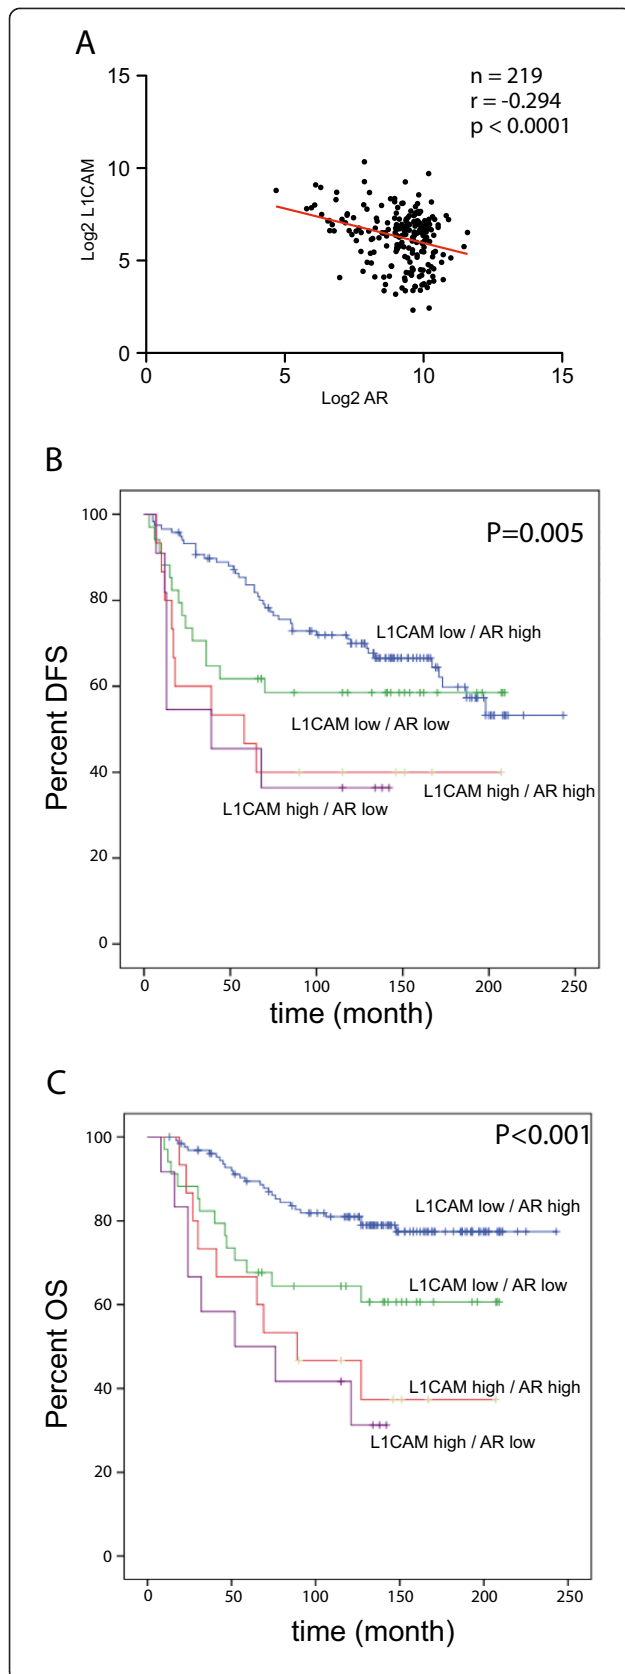 A
n = 219
r = -0.294
p < 0.0001
15
10
5
0
Log2 L1CAM
0
5
10
15
Log2 AR
B
P=0.005
100
80
60
40
20
0
Percent DFS
L1CAM low / AR high
L1CAM low / AR low
L1CAM high / AR high
L1CAM high / AR low
0
50
100
150
200
250
time (month)
C
P<0.001
100
80
60
40
20
0
Percent OS
L1CAM low / AR high
L1CAM low / AR low
L1CAM high / AR high
L1CAM high / AR low
0
50
100
150
200
250
time (month)